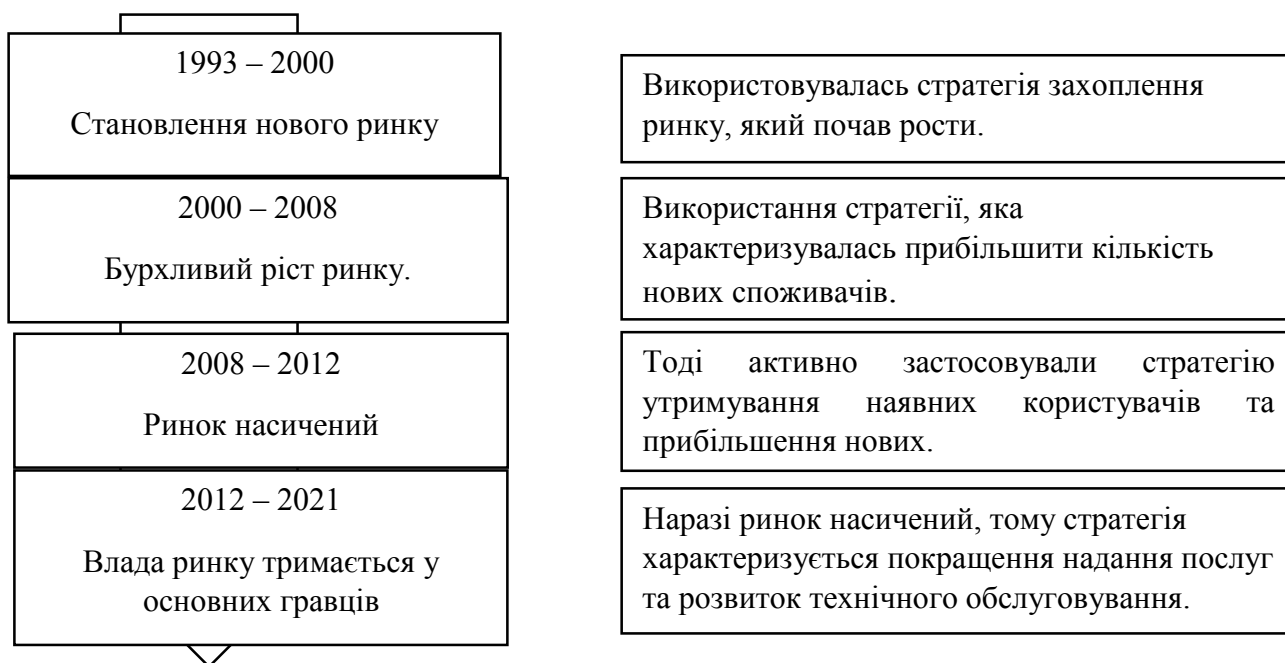 1993 – 2000
Становлення нового ринку
Використовувалась стратегія захоплення
ринку, який почав рости.
2000 – 2008
Бурхливий ріст ринку.
Використання стратегії, яка
характеризувалась прибільшити кількість
нових споживачів.
2008 – 2012
Ринок насичений
Тоді активно застосовували стратегію
утримування наявних користувачів та
прибільшення нових.
2012 – 2021
Влада ринку тримається у
основних гравців
Наразі ринок насичений, тому стратегія
характеризується покращення надання послуг
та розвиток технічного обслуговування.